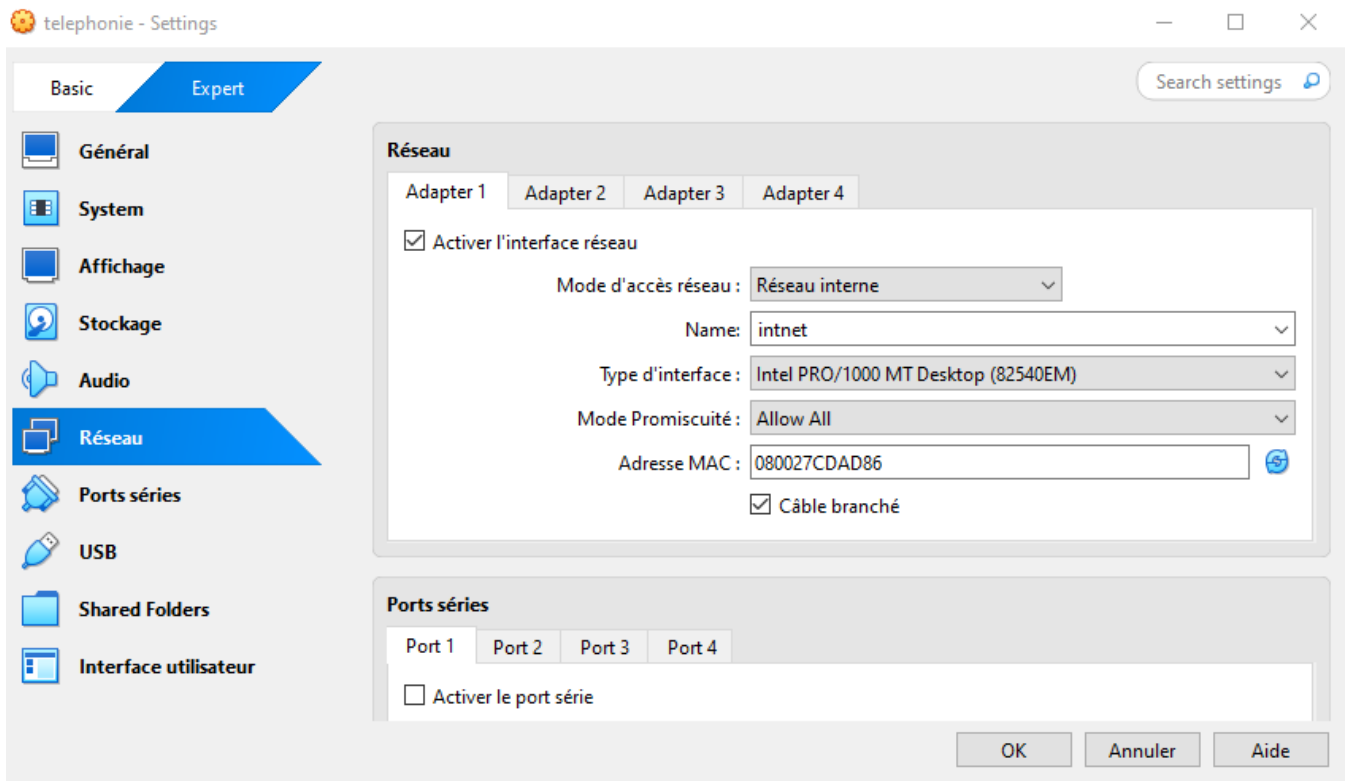 telephonie - Settings
Basic
Expert
Search settings
Général
System
Affichage
Stockage
Audio
Réseau
Ports séries
USB
Shared Folders
Interface utilisateur
Réseau
Adapter 1 Adapter 2 Adapter 3 Adapter 4
Activer l'interface réseau
Mode d'accès réseau : Réseau interne
Name: intnet
Type d'interface : Intel PRO/1000 MT Desktop (82540EM)
Mode Promiscuité : Allow All
Adresse MAC : 080027CDAD86
Câble branché
Ports séries
Port 1 Port 2 Port 3 Port 4
Activer le port série
OK Annuler Aide